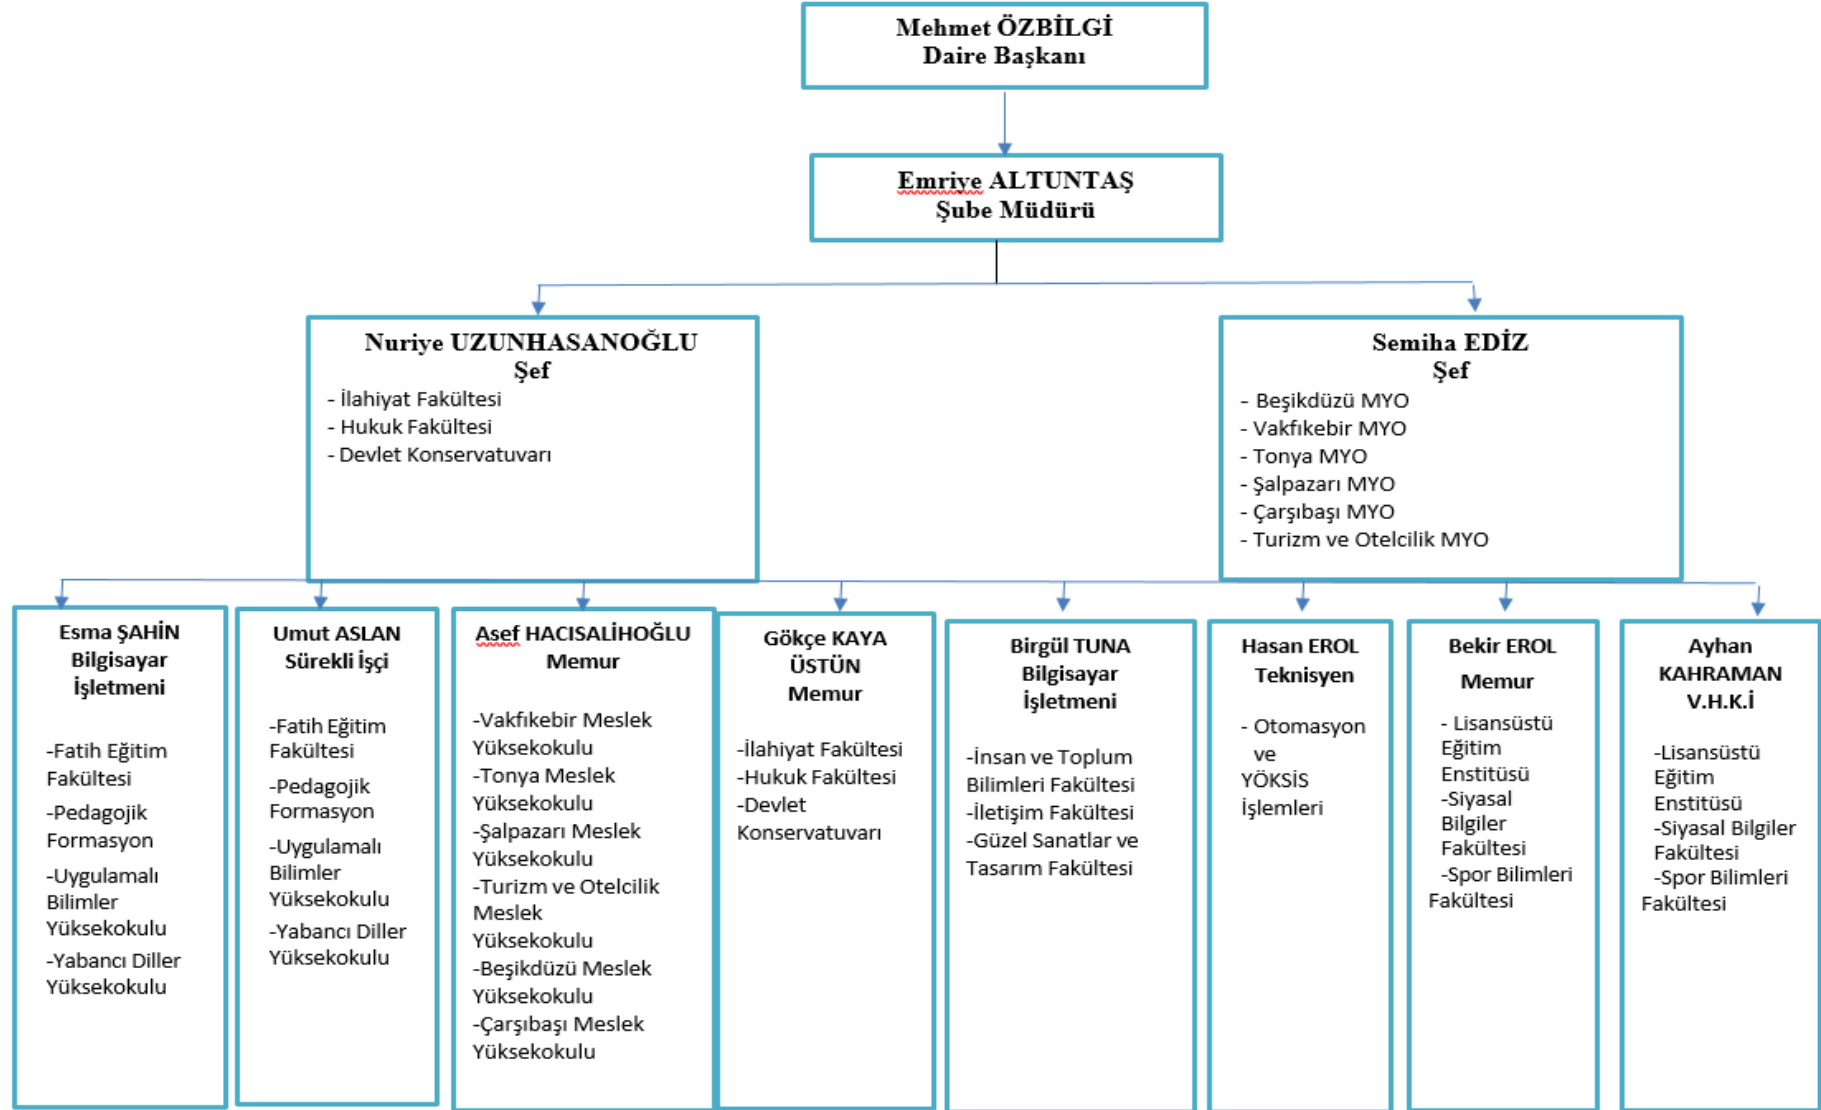 Mehmet ÖZBİLGİ
Daire Başkanı
Emriye ALTUNTAŞ
Şube Müdürü
Nuriye UZUNHASANOĞLU
Şef
- İlahiyat Fakültesi
- Hukuk Fakültesi
- Devlet Konservatuvarı
Semiha EDİZ
Şef
- Beşikdüzü MYO
- Vakfıkebir MYO
- Tonya MYO
- Şalpazarı MYO
- Çarşıbaşı MYO
- Turizm ve Otelcilik MYO
Esma ŞAHİN
Bilgisayar
İşletmeni
-Fatih Eğitim
Fakültesi
-Pedagojik
Formasyon
-Uygulamalı
Bilimler
Yüksekokulu
-Yabancı Diller
Yüksekokulu
Umut ASLAN
Sürekli İşçi
-Fatih Eğitim
Fakültesi
-Pedagojik
Formasyon
-Uygulamalı
Bilimler
Yüksekokulu
-Yabancı Diller
Yüksekokulu
Asef HACISALİHOĞLU
Memur
-Vakfıkebir Meslek
Yüksekokulu
-Tonya Meslek
Yüksekokulu
-Şalpazarı Meslek
Yüksekokulu
-Turizm ve Otelcilik
Meslek
Yüksekokulu
-Beşikdüzü Meslek
Yüksekokulu
-Çarşıbaşı Meslek
Yüksekokulu
Gökçe KAYA
ÜSTÜN
Memur
-İlahiyat Fakültesi
-Hukuk Fakültesi
-Devlet
Konservatuvarı
Birgül TUNA
Bilgisayar
İşletmeni
-İnsan ve Toplum
Bilimleri Fakültesi
-İletişim Fakültesi
-Güzel Sanatlar ve
Tasarım Fakültesi
Hasan EROL
Teknisyen
- Otomasyon
ve
YÖKSİS
İşlemleri
Bekir EROL
Memur
- Lisansüstü
Eğitim
Enstitüsü
-Siyasal
Bilgiler
Fakültesi
-Spor Bilimleri
Fakültesi
Ayhan
KAHRAMAN
V.H.K.İ
-Lisansüstü
Eğitim
Enstitüsü
-Siyasal Bilgiler
Fakültesi
-Spor Bilimleri
Fakültesi